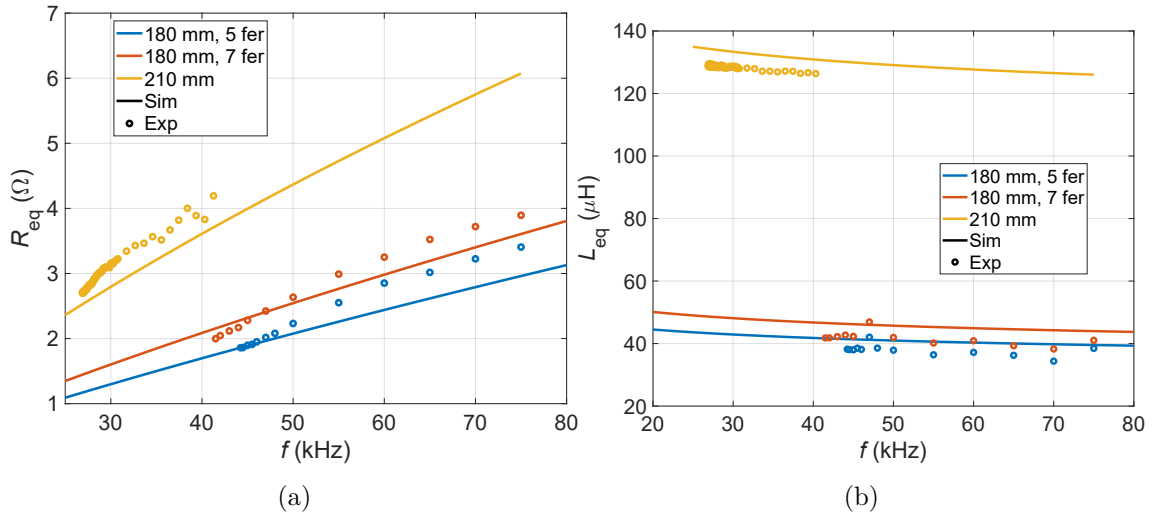 7
6
5
4
3
2
1
R_eq (Ω)
180 mm, 5 fer
180 mm, 7 fer
210 mm
Sim
Exp
30 40 50 60 70 80
f (kHz)
(a)
140
120
100
80
60
40
20
L_eq (μH)
180 mm, 5 fer
180 mm, 7 fer
210 mm
Sim
Exp
20 30 40 50 60 70 80
f (kHz)
(b)